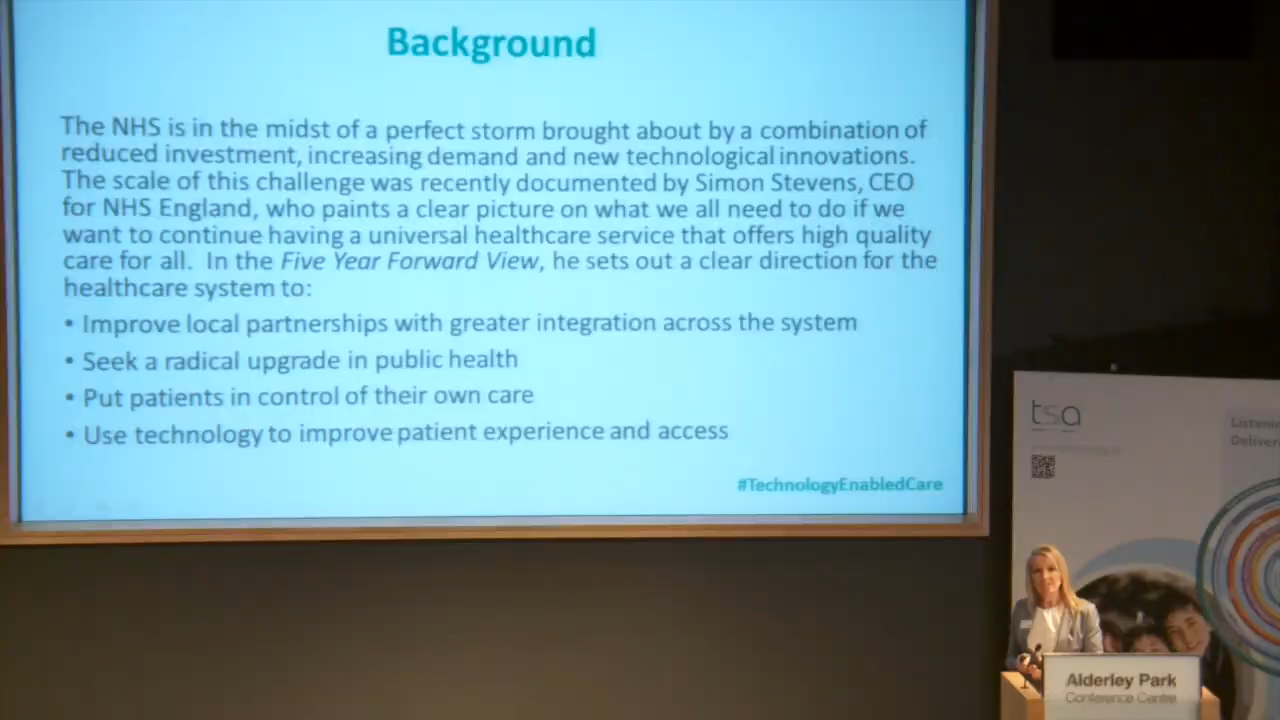 Background
The NHS is in the midst of a perfect storm brought about by a combination of
reduced investment, increasing demand and new technological innovations.
The scale of this challenge was recently documented by Simon Stevens, CEO
for NHS England, who paints a clear picture on what we all need to do if we
want to continue having a universal healthcare service that offers high quality
care for all. In the Five Year Forward View, he sets out a clear direction for the
healthcare system to:
• Improve local partnerships with greater integration across the system
• Seek a radical upgrade in public health
• Put patients in control of their own care
• Use technology to improve patient experience and access
#TechnologyEnabledCare
tsa
Alderley Park
Conference Centre